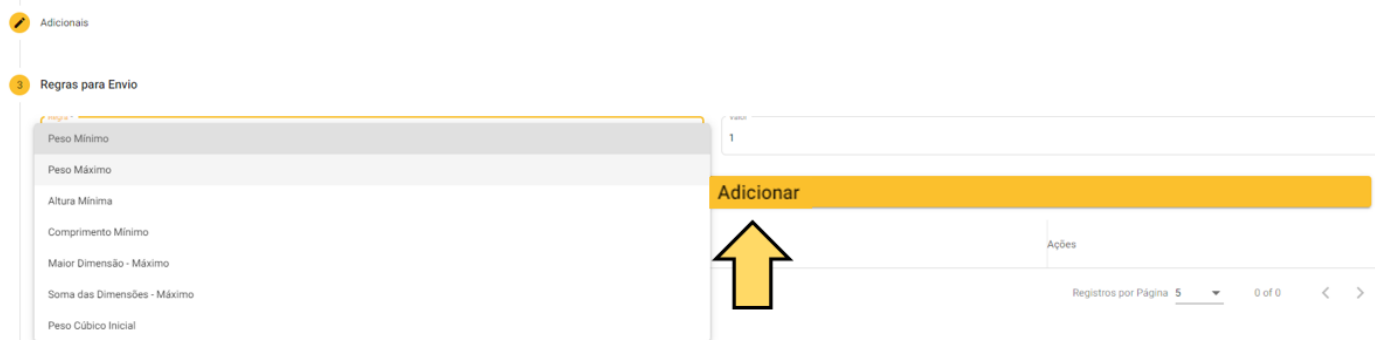 Adicionais
3 Regras para Envio
Regra *
Valor
Peso Mínimo
1
Peso Máximo
Adicionar
Altura Mínima
Comprimento Mínimo
Ações
Maior Dimensão - Máximo
Soma das Dimensões - Máximo
Registros por Página 5 0 of 0
Peso Cúbico Inicial